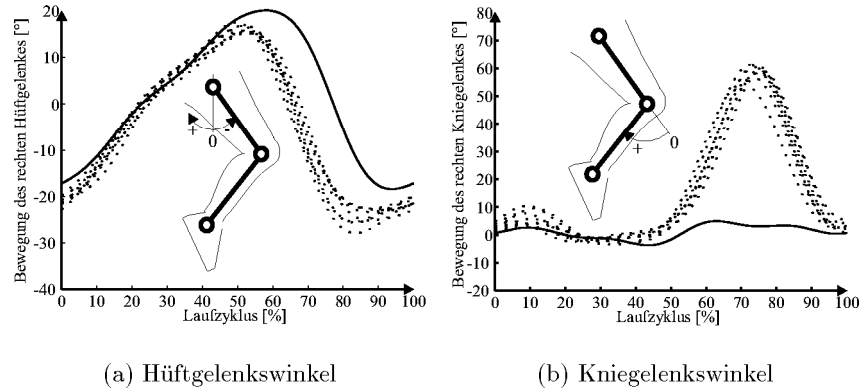 Bewegung des rechten Hüftgelenkes [°]
20
10
0
-10
-20
-30
-40
0 10 20 30 40 50 60 70 80 90 100
Laufzyklus [%]
+ 0 -
(a) Hüftgelenkswinkel
Bewegung des rechten Kniegelenkes [°]
80
70
60
50
40
30
20
10
0
-10
-20°
0 10 20 30 40 50 60 70 80 90 100
Laufzyklus [%]
+ 0
(b) Kniegelenkswinkel